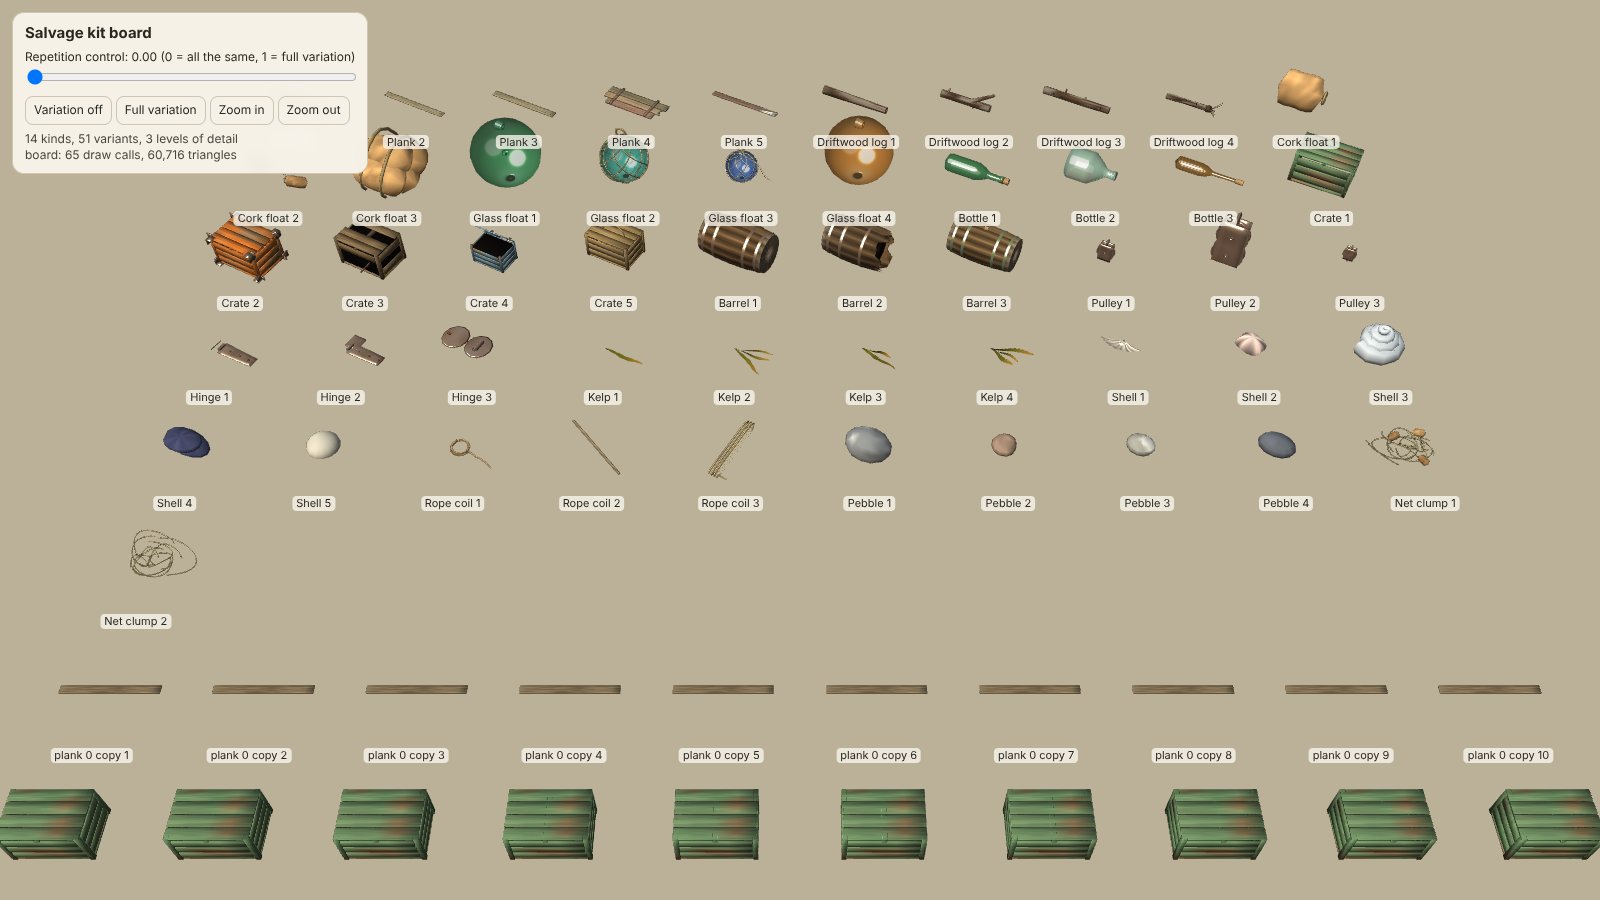 Salvage kit board
Repetition control: 0.00 (0 = all the same, 1 = full variation)
Variation off
Full variation
Zoom in
Zoom out
14 kinds, 51 variants, 3 levels of detail
board: 65 draw calls, 60,716 triangles
Plank 2
Plank 3
Plank 4
Plank 5
Driftwood log 1
Driftwood log 2
Driftwood log 3
Driftwood log 4
Cork float 1
Cork float 2
Cork float 3
Glass float 1
Glass float 2
Glass float 3
Glass float 4
Bottle 1
Bottle 2
Bottle 3
Crate 1
Crate 2
Crate 3
Crate 4
Crate 5
Barrel 1
Barrel 2
Barrel 3
Pulley 1
Pulley 2
Pulley 3
Hinge 1
Hinge 2
Hinge 3
Kelp 1
Kelp 2
Kelp 3
Kelp 4
Shell 1
Shell 2
Shell 3
Shell 4
Shell 5
Rope coil 1
Rope coil 2
Rope coil 3
Pebble 1
Pebble 2
Pebble 3
Pebble 4
Net clump 1
Net clump 2
plank 0 copy 1
plank 0 copy 2
plank 0 copy 3
plank 0 copy 4
plank 0 copy 5
plank 0 copy 6
plank 0 copy 7
plank 0 copy 8
plank 0 copy 9
plank 0 copy 10